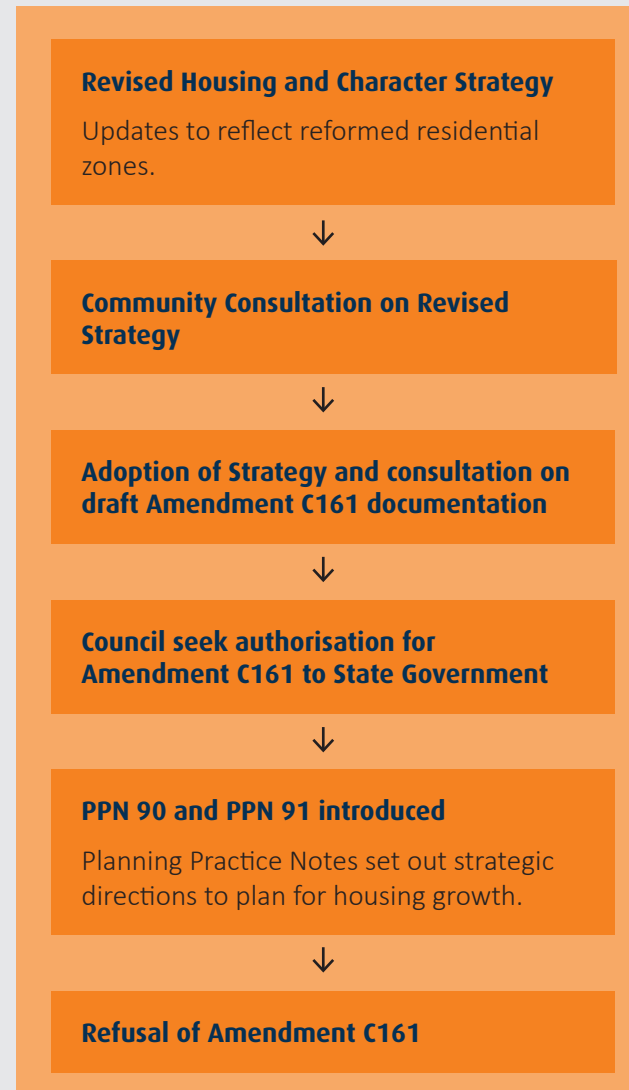 Revised Housing and Character Strategy
Updates to reflect reformed residential
zones.
↓
Community Consultation on Revised
Strategy
↓
Adoption of Strategy and consultation on
draft Amendment C161 documentation
↓
Council seek authorisation for
Amendment C161 to State Government
↓
PPN 90 and PPN 91 introduced
Planning Practice Notes set out strategic
directions to plan for housing growth.
↓
Refusal of Amendment C161